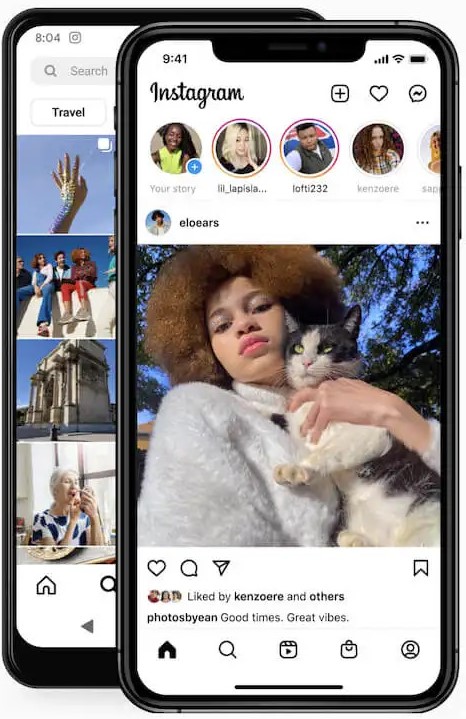 8:04
Search
Travel
9:41
Instagram
Your story
lil_lapisla...
lofti232
kenzoere
eloears
Liked by kenzoere and others
photosbyean Good times. Great vibes.